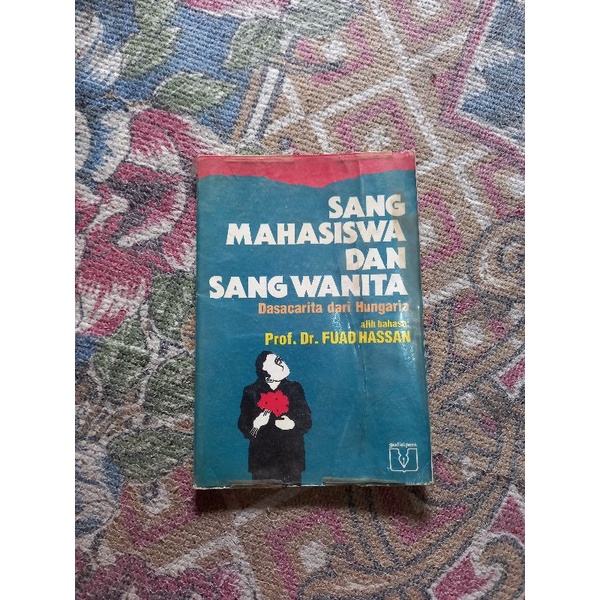 SANG
MAHASISWA
DAN
SANG WANITA
Dasacarita dari Hungaria
alih bahasa:
Prof. Dr. FUAD HASSAN